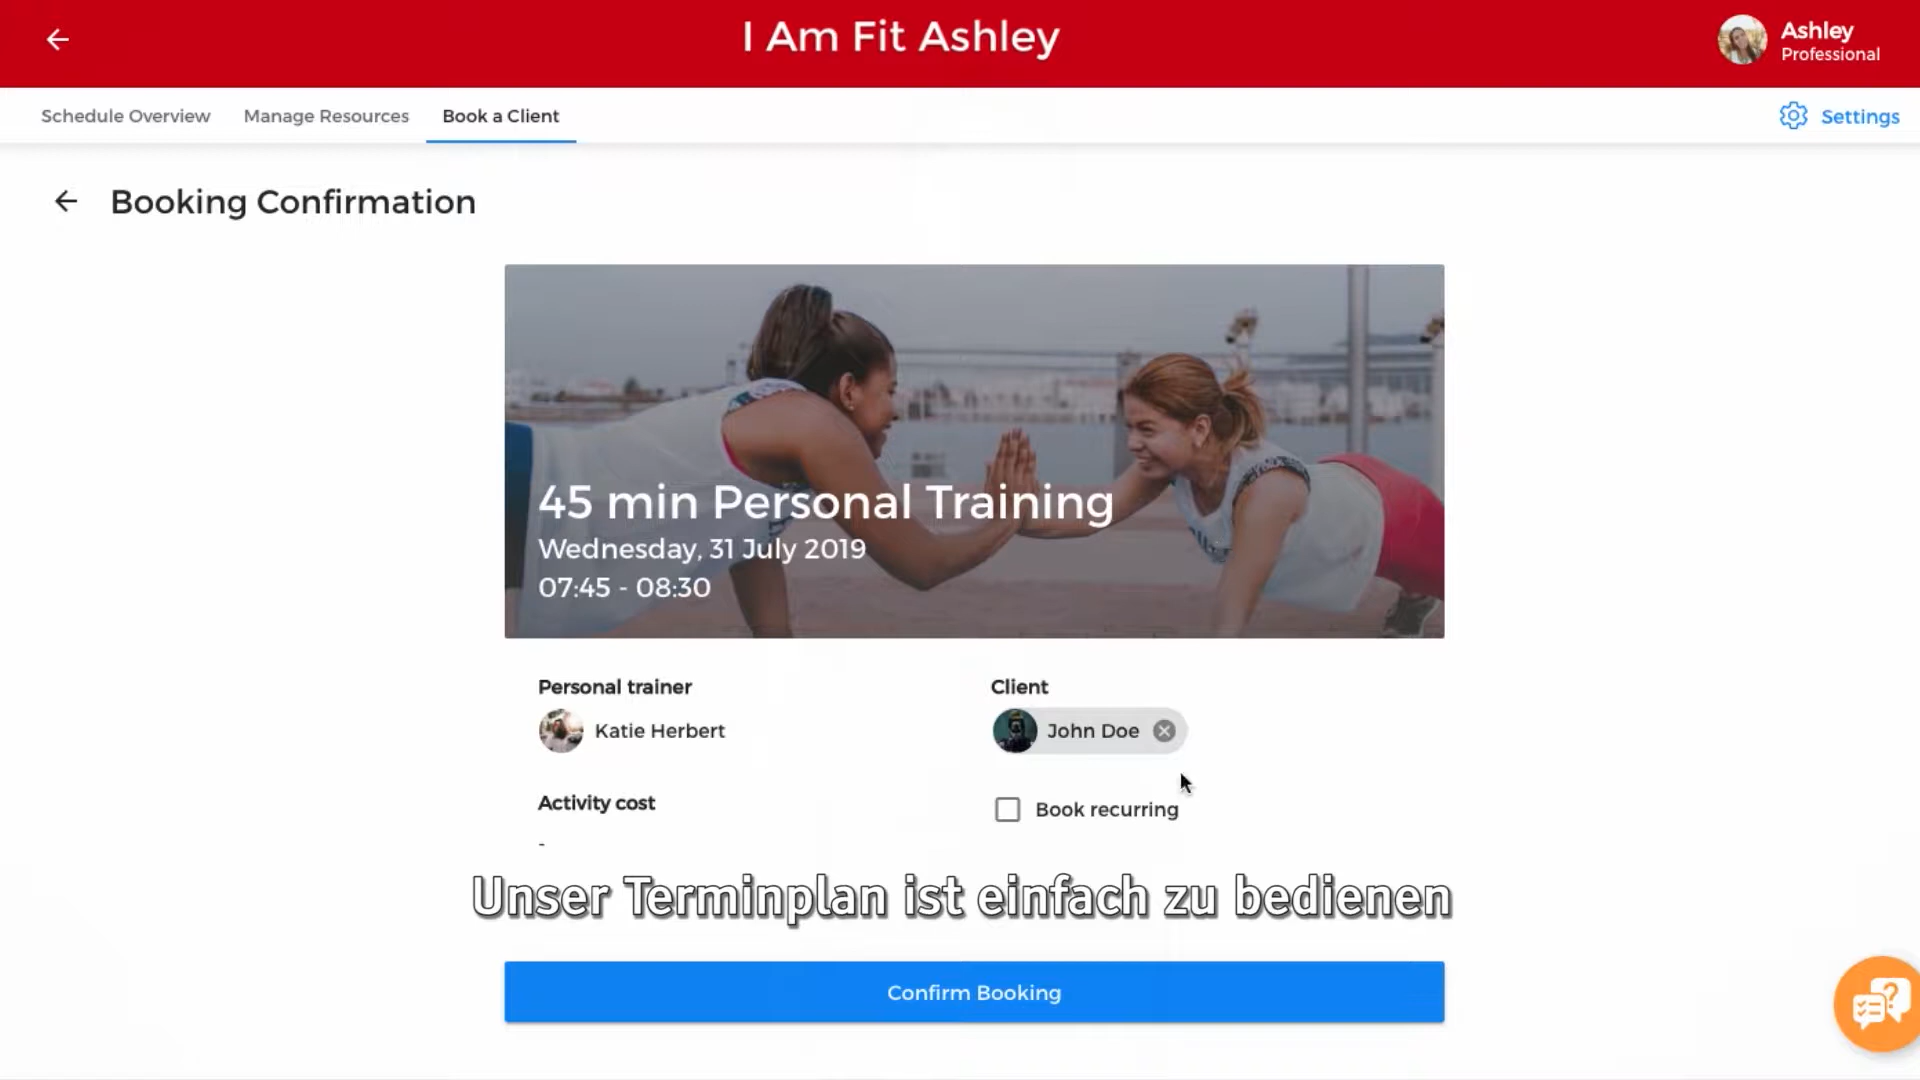 I Am Fit Ashley
Ashley
Professional
Schedule Overview
Manage Resources
Book a Client
Settings
Booking Confirmation
45 min Personal Training
Wednesday, 31 July 2019
07:45 - 08:30
Personal trainer
Katie Herbert
Client
John Doe
Activity cost
-
Book recurring
Unser Terminplan ist einfach zu bedienen
Confirm Booking